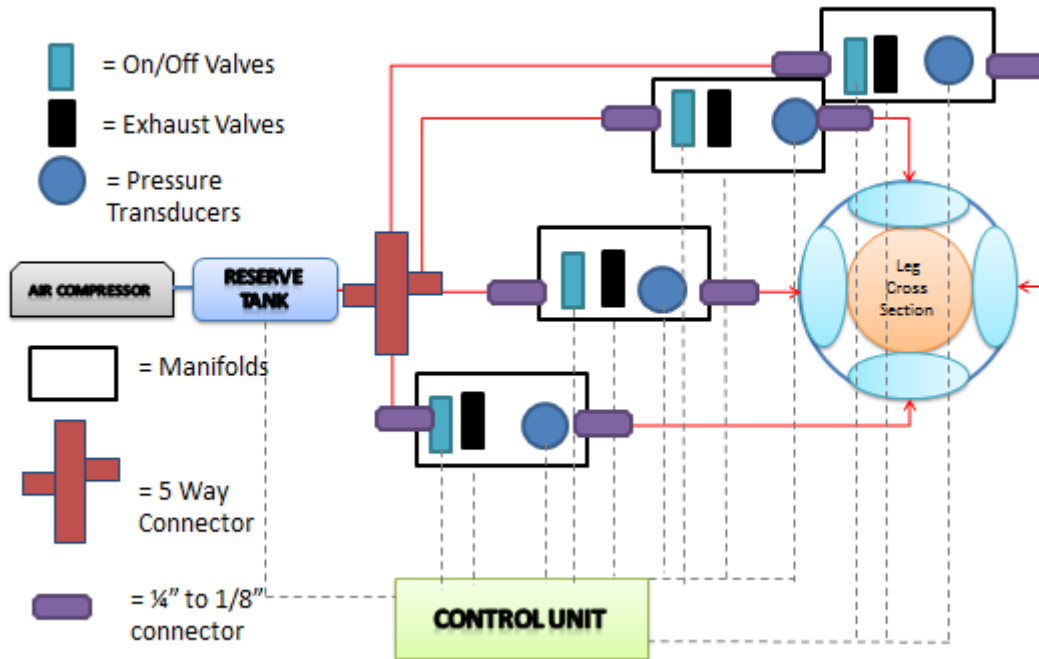 = On/Off Valves
= Exhaust Valves
= Pressure
Transducers
AIR COMPRESSOR
RESERVE
TANK
Leg
Cross
Section
= Manifolds
= 5 Way
Connector
= ¼” to 1/8”
connector
CONTROL UNIT